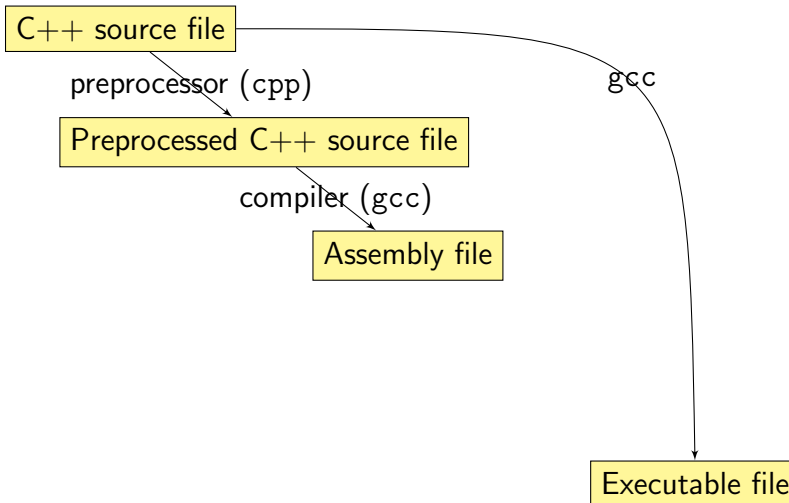 C++ source file
gcc
preprocessor (cpp)
Preprocessed C++ source file
compiler (gcc)
Assembly file
Executable file